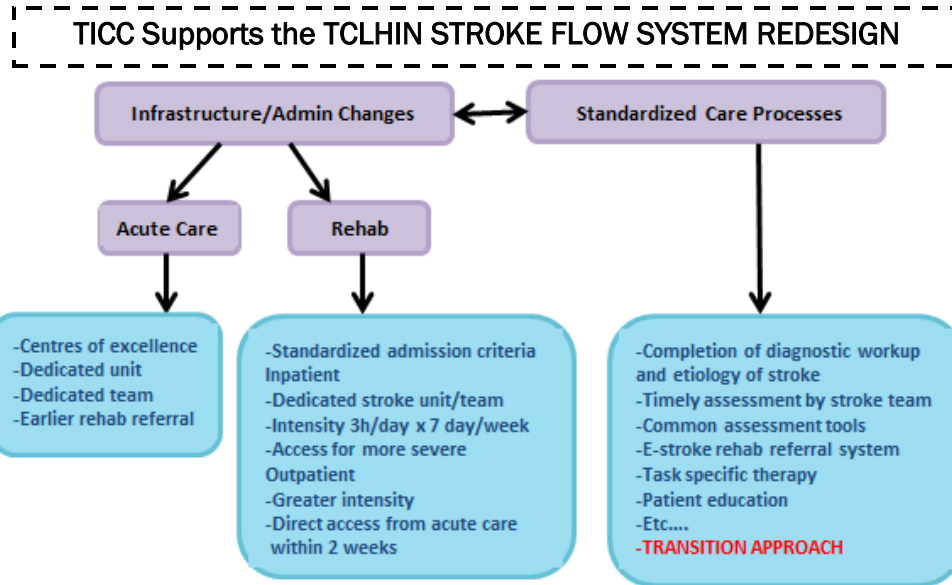 TICC Supports the TCLHIN STROKE FLOW SYSTEM REDESIGN
Infrastructure/Admin Changes
Standardized Care Processes
Acute Care
Rehab
-Centres of excellence
-Dedicated unit
-Dedicated team
-Earlier rehab referral
-Standardized admission criteria
Inpatient
-Dedicated stroke unit/team
-Intensity 3h/day x 7 day/week
-Access for more severe
Outpatient
-Greater intensity
-Direct access from acute care
within 2 weeks
-Completion of diagnostic workup
and etiology of stroke
-Timely assessment by stroke team
-Common assessment tools
-E-stroke rehab referral system
-Task specific therapy
-Patient education
-Etc....
-TRANSITION APPROACH